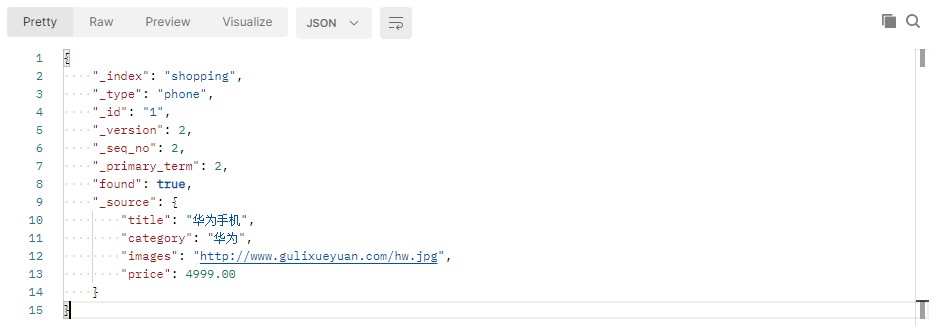 Pretty Raw Preview Visualize JSON
1 {
2 "_index": "shopping",
3 "_type": "phone",
4 "_id": "1",
5 "_version": 2,
6 "_seq_no": 2,
7 "_primary_term": 2,
8 "found": true,
9 "_source": {
10 "title": "华为手机",
11 "category": "华为",
12 "images": "http://www.gulixueyuan.com/hw.jpg",
13 "price": 4999.00
14 }
15 }